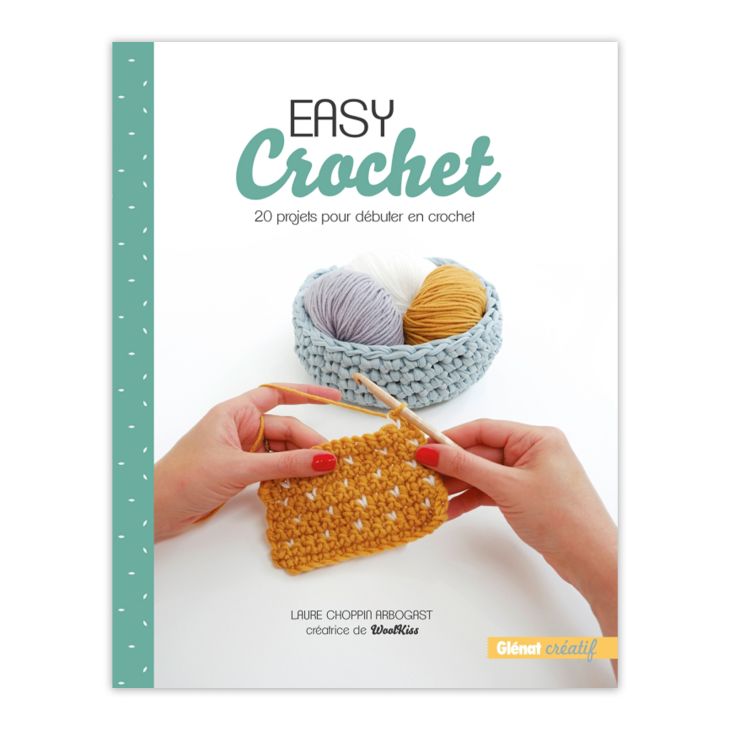 EASY
Crochet
20 projets pour débuter en crochet
LAURE CHOPPIN ARBOGAST
créatrice de WoolKiss
Glénat créatif